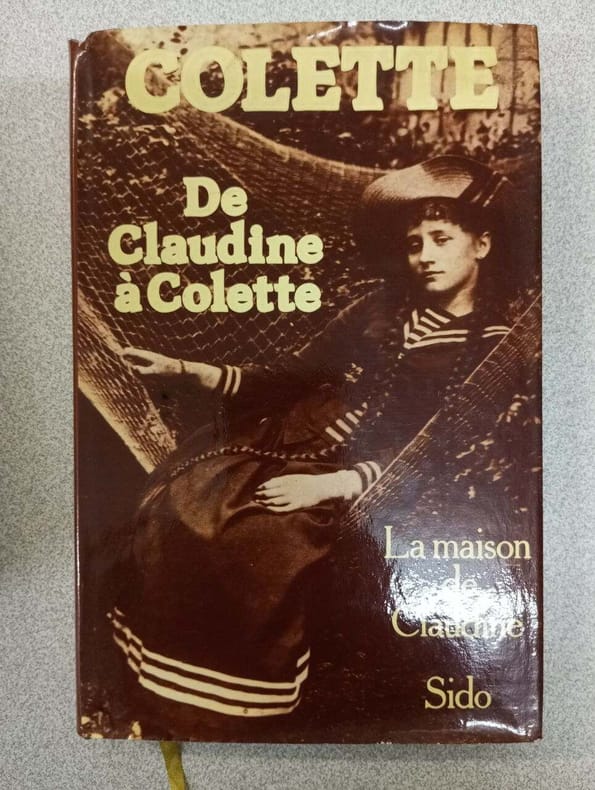 COLETTE
De
Claudine
à Colette
La maison
de
Claudine
Sido